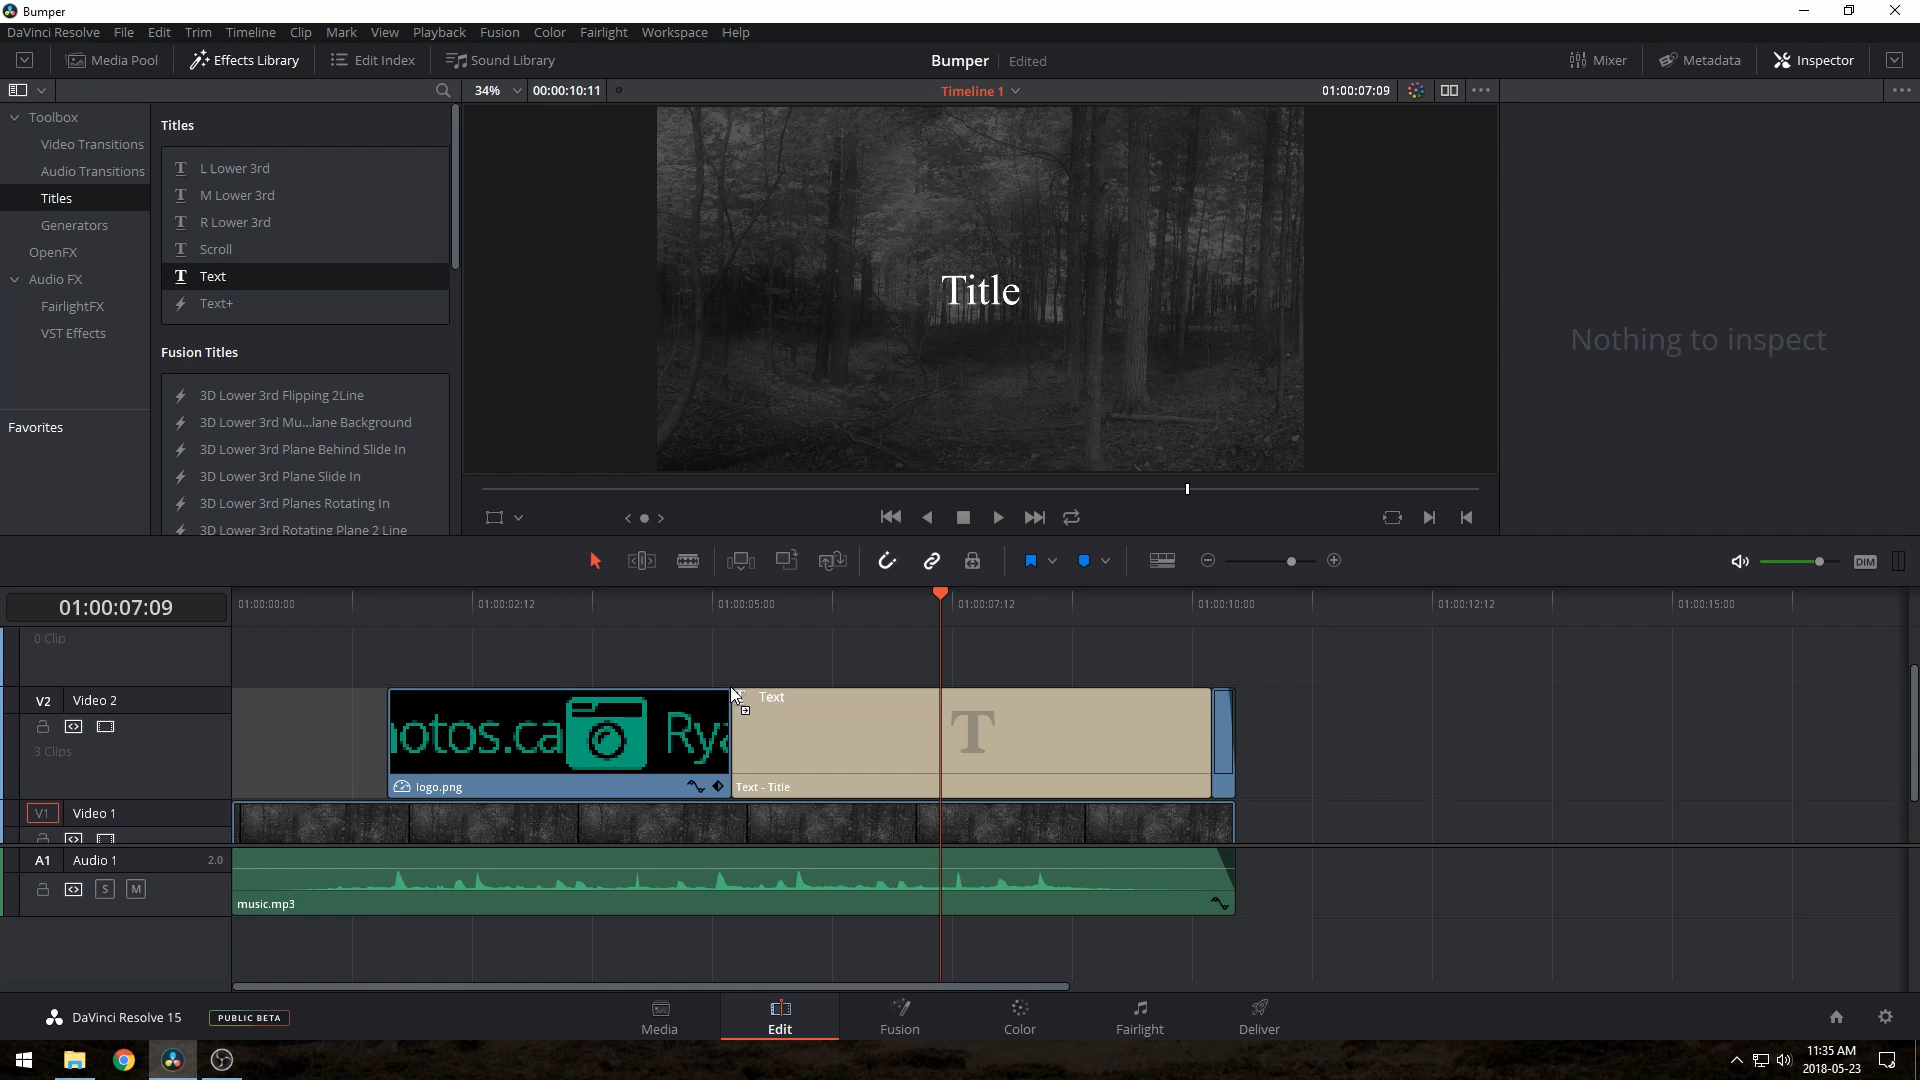 Bumper
DaVinci Resolve File Edit Trim Timeline Clip Mark View Playback Fusion Color Fairlight Workspace Help
Media Pool Effects Library Edit Index Sound Library Bumper Edited Mixer Metadata Inspector
34% 00:00:10:11 Timeline 1 01:00:07:09
Toolbox
Video Transitions
Audio Transitions
Titles
Generators
OpenFX
Audio FX
FairlightFX
VST Effects
Favorites
Titles
L Lower 3rd
M Lower 3rd
R Lower 3rd
Scroll
Text
Text+
Fusion Titles
3D Lower 3rd Flipping 2Line
3D Lower 3rd Mu...lane Background
3D Lower 3rd Plane Behind Slide In
3D Lower 3rd Plane Slide In
3D Lower 3rd Planes Rotating In
3D Lower 3rd Rotating Plane 2 Line
Title
Nothing to inspect
DIM
01:00:07:09
01:00:00:00 01:00:02:12 01:00:05:00 01:00:07:12 01:00:10:00 01:00:12:12 01:00:15:00
0 Clip
V2 Video 2
3 Clips
otos.ca Rya
logo.png
Text
T
Text - Title
V1 Video 1
A1 Audio 1 2.0
S M
music.mp3
DaVinci Resolve 15 PUBLIC BETA
Media Edit Fusion Color Fairlight Deliver
11:35 AM
2018-05-23